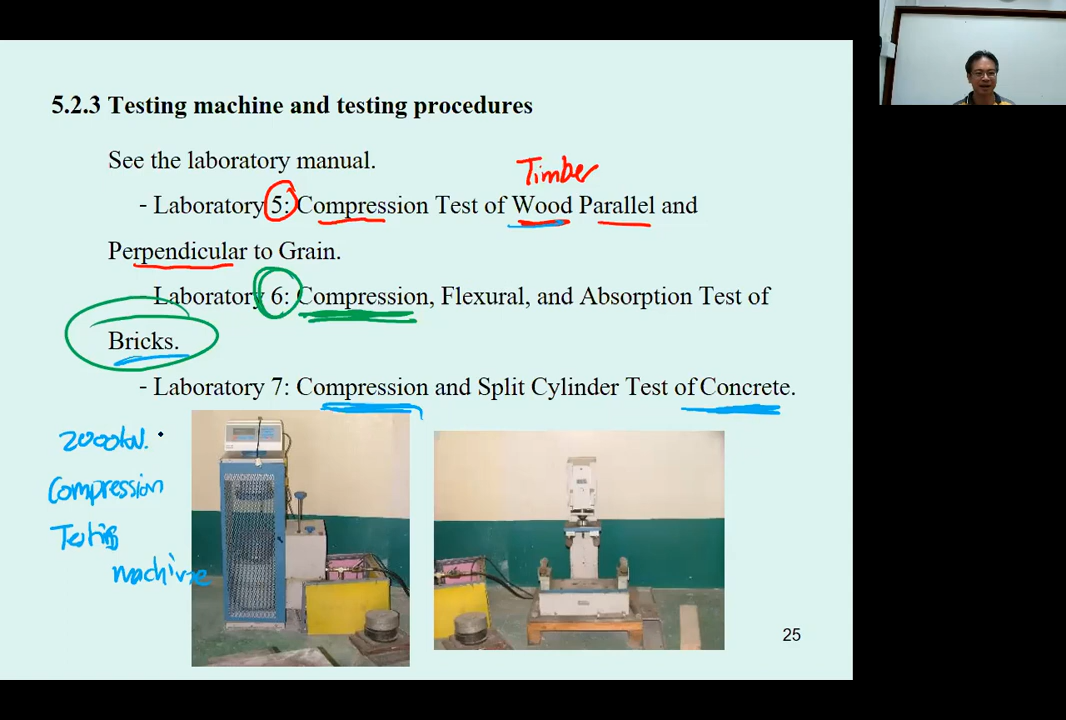 5.2.3 Testing machine and testing procedures
See the laboratory manual.
Timber
- Laboratory 5: Compression Test of Wood Parallel and
Perpendicular to Grain.
- Laboratory 6: Compression, Flexural, and Absorption Test of
Bricks.
- Laboratory 7: Compression and Split Cylinder Test of Concrete.
2000kN.
Compression
Testing
machine
25